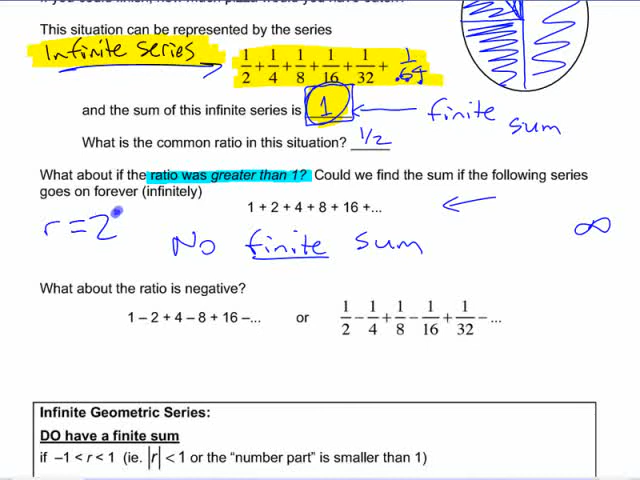 This situation can be represented by the series
Infinite series
1/2 + 1/4 + 1/8 + 1/16 + 1/32 + 1/64
and the sum of this infinite series is 1 finite sum
What is the common ratio in this situation? 1/2
What about if the ratio was greater than 1? Could we find the sum if the following series
goes on forever (infinitely)
1 + 2 + 4 + 8 + 16 +...
r = 2 No finite sum ∞
What about the ratio is negative?
1 – 2 + 4 – 8 + 16 –... or 1/2 − 1/4 + 1/8 − 1/16 + 1/32 − ...
Infinite Geometric Series:
DO have a finite sum
if –1 < r < 1 (ie. |r| < 1 or the “number part” is smaller than 1)